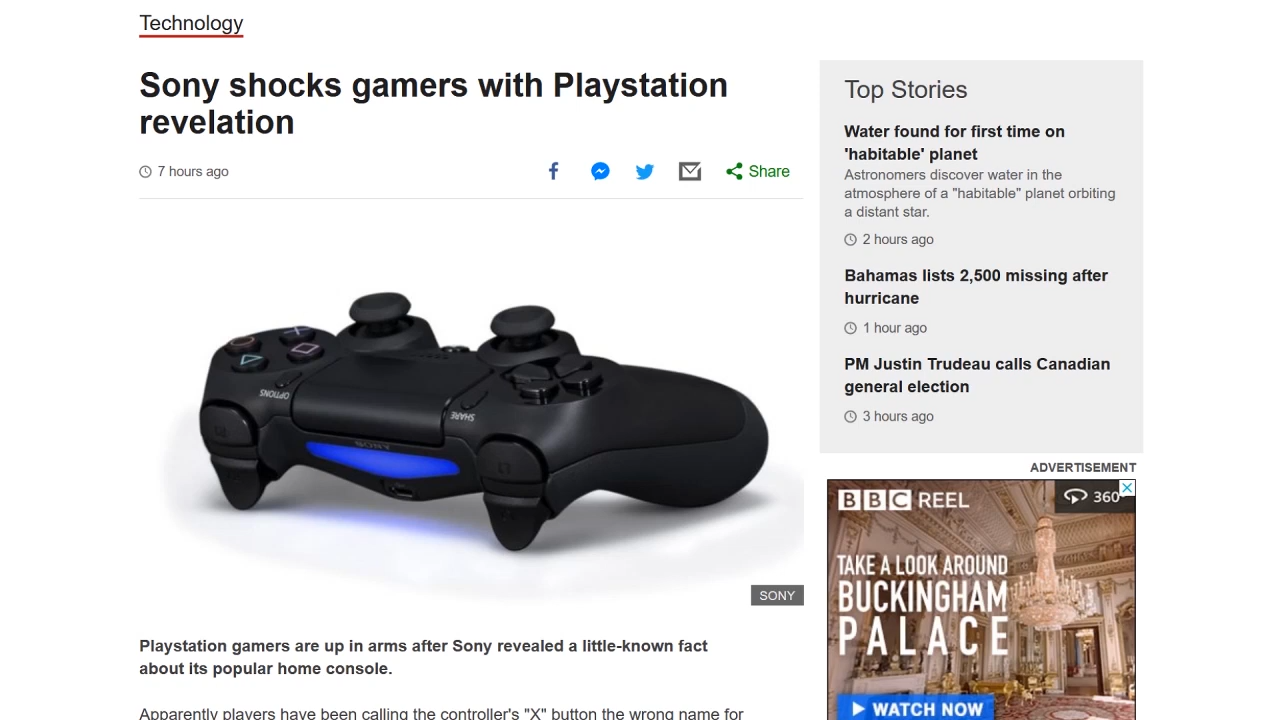 Technology
Sony shocks gamers with Playstation
revelation
7 hours ago
Share
OPTIONS
SHARE
SONY
SONY
Playstation gamers are up in arms after Sony revealed a little-known fact
about its popular home console.
Apparently players have been calling the controller's "X" button the wrong name for
Top Stories
Water found for first time on
'habitable' planet
Astronomers discover water in the
atmosphere of a "habitable" planet orbiting
a distant star.
2 hours ago
Bahamas lists 2,500 missing after
hurricane
1 hour ago
PM Justin Trudeau calls Canadian
general election
3 hours ago
ADVERTISEMENT
BBC REEL
360°
TAKE A LOOK AROUND
BUCKINGHAM
PALACE
WATCH NOW